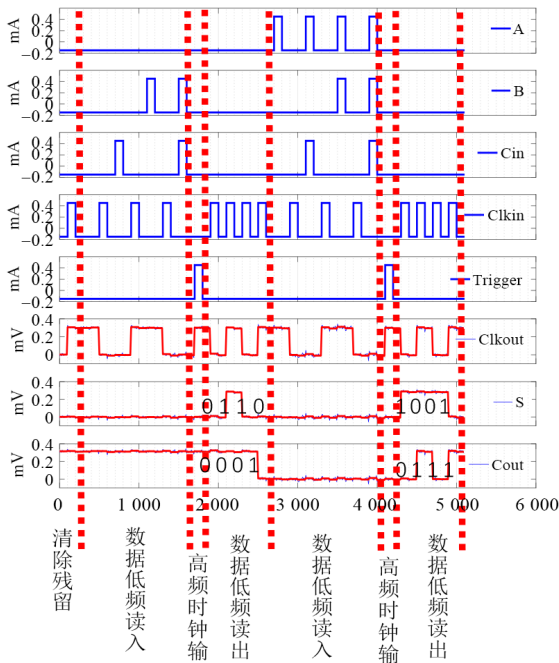 mA 0.4 0.2 0 −0.2 A
mA 0.4 0.2 0 −0.2 B
mA 0.4 0.2 0 −0.2 Cin
mA 0.4 0.2 0 −0.2 Clkin
mA 0.4 0.2 0 −0.2 Trigger
mV 0.4 0.2 0 Clkout
mV 0.4 0.2 0 0110 1001 S
mV 0.4 0.2 0 0001 0111 Cout
0 1 000 2 000 3 000 4 000 5 000 6 000
清除残留
数据低频读入
高频时钟输
数据低频读出
数据低频读入
高频时钟输
数据低频读出